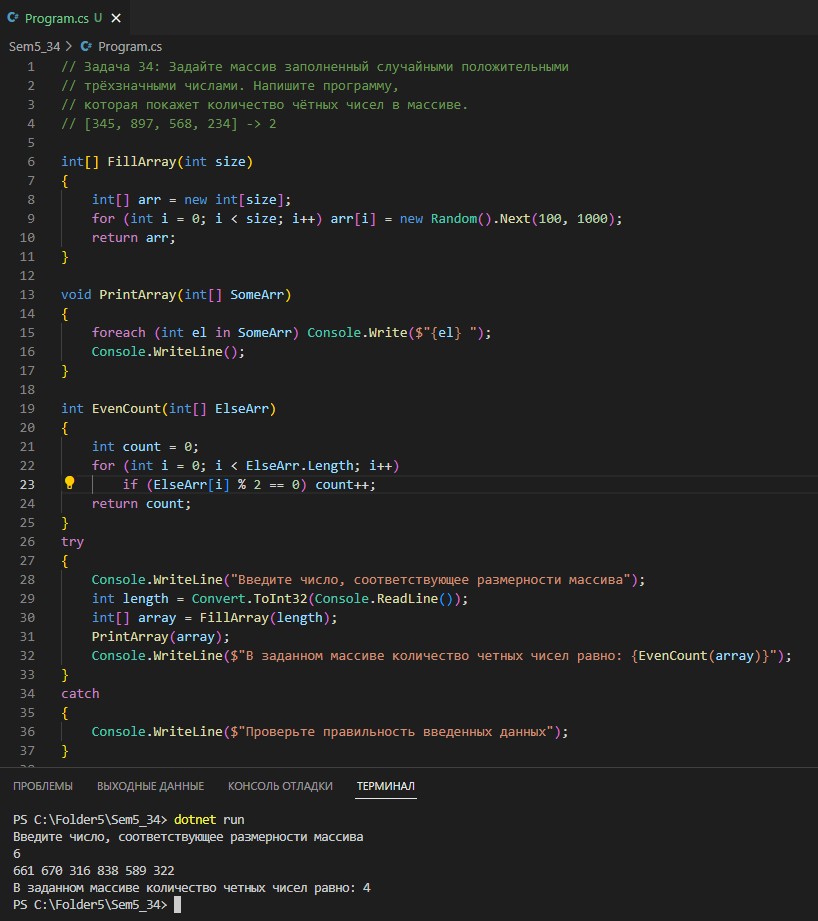 Program.cs U
Sem5_34 > Program.cs
1 // Задача 34: Задайте массив заполненный случайными положительными
2 // трёхзначными числами. Напишите программу,
3 // которая покажет количество чётных чисел в массиве.
4 // [345, 897, 568, 234] -> 2
5
6 int[] FillArray(int size)
7 {
8 int[] arr = new int[size];
9 for (int i = 0; i < size; i++) arr[i] = new Random().Next(100, 1000);
10 return arr;
11 }
12
13 void PrintArray(int[] SomeArr)
14 {
15 foreach (int el in SomeArr) Console.Write($"{el} ");
16 Console.WriteLine();
17 }
18
19 int EvenCount(int[] ElseArr)
20 {
21 int count = 0;
22 for (int i = 0; i < ElseArr.Length; i++)
23 if (ElseArr[i] % 2 == 0) count++;
24 return count;
25 }
26 try
27 {
28 Console.WriteLine("Введите число, соответствующее размерности массива");
29 int length = Convert.ToInt32(Console.ReadLine());
30 int[] array = FillArray(length);
31 PrintArray(array);
32 Console.WriteLine($"В заданном массиве количество четных чисел равно: {EvenCount(array)}");
33 }
34 catch
35 {
36 Console.WriteLine($"Проверьте правильность введенных данных");
37 }
ПРОБЛЕМЫ ВЫХОДНЫЕ ДАННЫЕ КОНСОЛЬ ОТЛАДКИ ТЕРМИНАЛ
PS C:\Folder5\Sem5_34> dotnet run
Введите число, соответствующее размерности массива
6
661 670 316 838 589 322
В заданном массиве количество четных чисел равно: 4
PS C:\Folder5\Sem5_34>